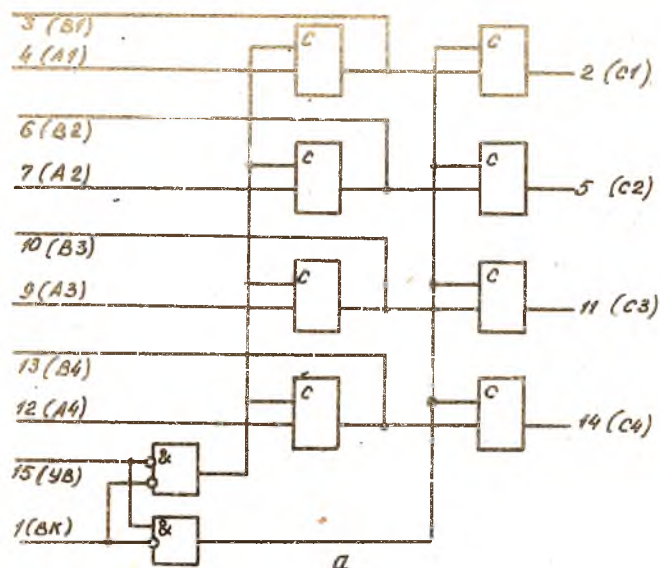 3 (B1)
C
C
4 (A1)
2 (C1)
6 (B2)
C
C
7 (A2)
5 (C2)
10 (B3)
C
C
9 (A3)
11 (C3)
13 (B4)
C
C
12 (A4)
14 (C4)
&
15 (УВ)
1 (ВК)
&
а